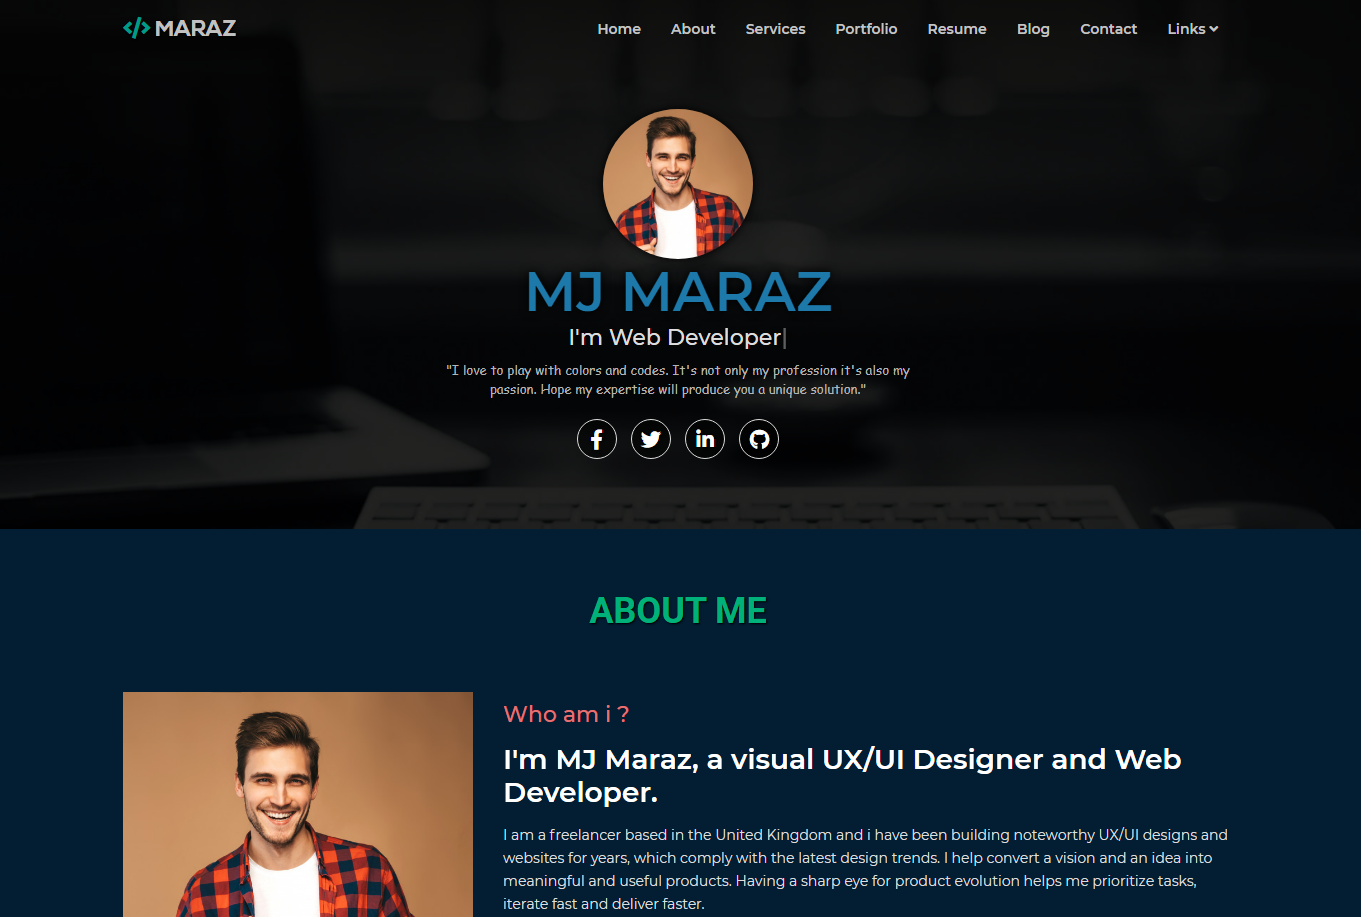 </> MARAZ
Home About Services Portfolio Resume Blog Contact Links
MJ MARAZ
I'm Web Developer|
"I love to play with colors and codes. It's not only my profession it's also my
passion. Hope my expertise will produce you a unique solution."
ABOUT ME
Who am i ?
I'm MJ Maraz, a visual UX/UI Designer and Web
Developer.
I am a freelancer based in the United Kingdom and i have been building noteworthy UX/UI designs and
websites for years, which comply with the latest design trends. I help convert a vision and an idea into
meaningful and useful products. Having a sharp eye for product evolution helps me prioritize tasks,
iterate fast and deliver faster.